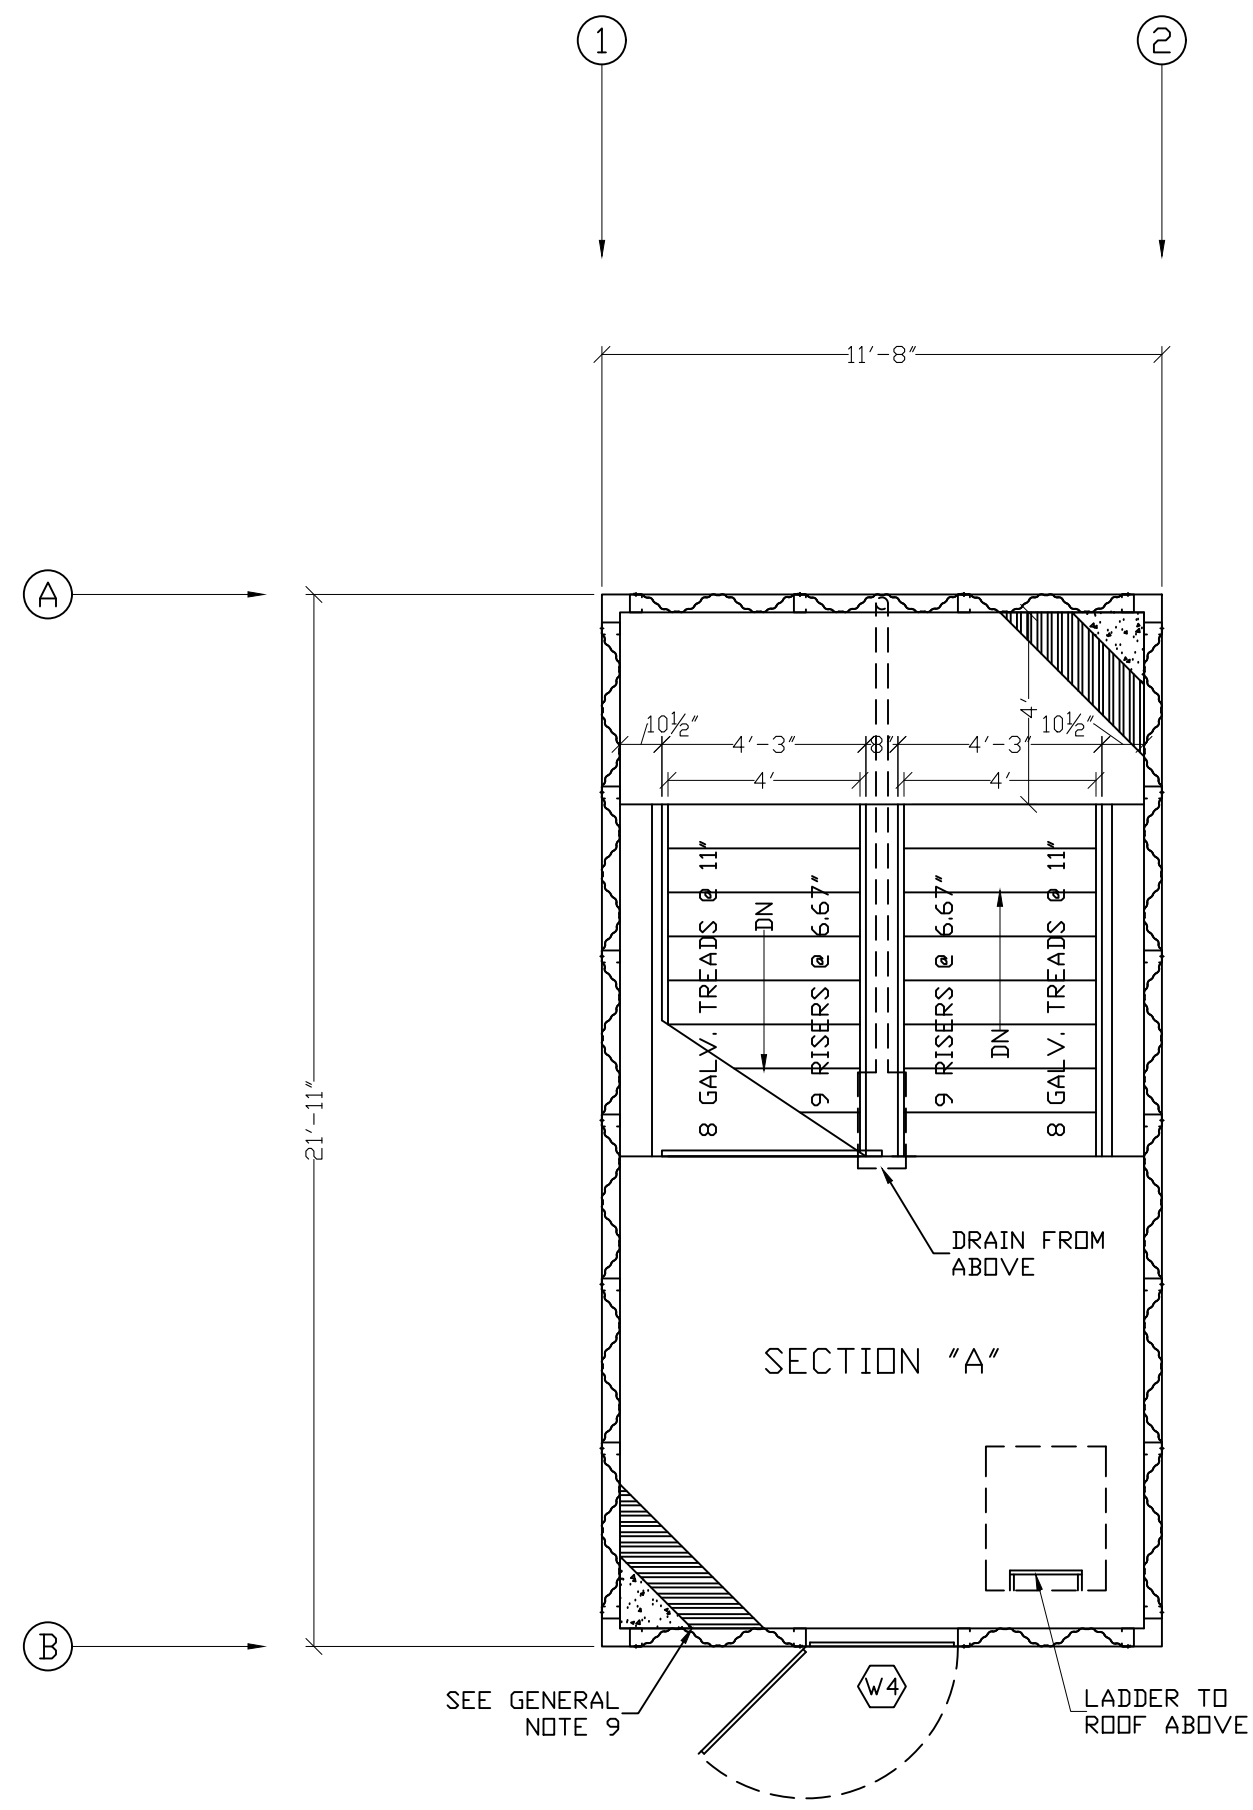 1
2
11'-8"
A
10½"
4'-3"
8"
4'-3"
10½"
4'
4'
4'
8 GALV. TREADS @ 11"
DN
9 RISERS @ 6.67"
9 RISERS @ 6.67"
DN
8 GALV. TREADS @ 11"
21'-11"
DRAIN FROM
ABOVE
SECTION "A"
B
SEE GENERAL
NOTE 9
W4
LADDER TO
ROOF ABOVE